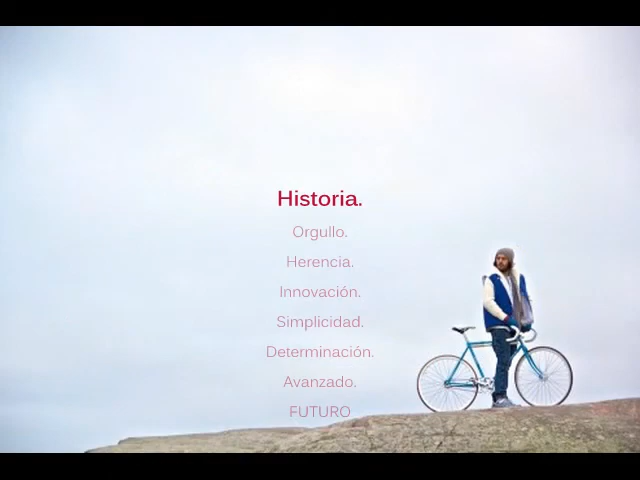 Historia.
Orgullo.
Herencia.
Innovación.
Simplicidad.
Determinación.
Avanzado.
FUTURO